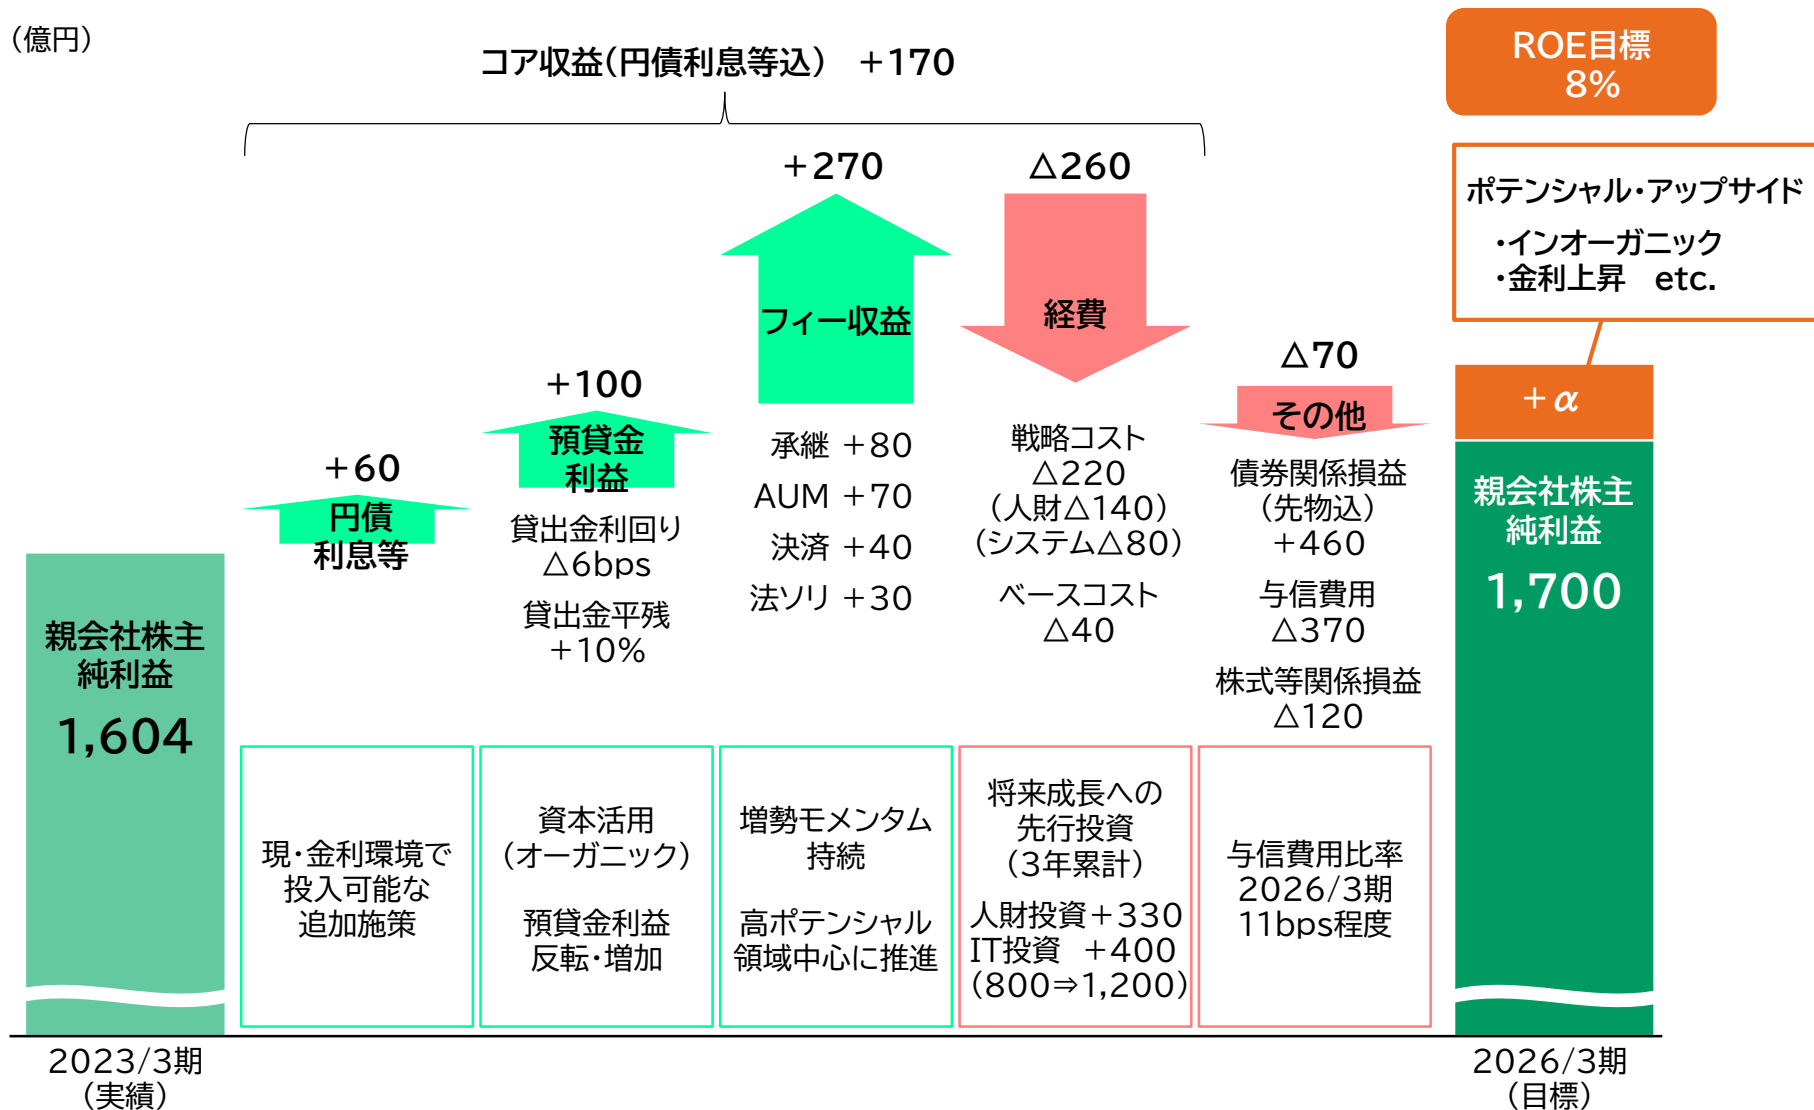 （億円）
コア収益（円債利息等込）　＋170
ROE目標
8％
ポテンシャル・アップサイド
・インオーガニック
・金利上昇　etc.
＋α
親会社株主
純利益
1,604
＋60
円債
利息等
＋100
預貸金
利益
貸出金利回り
△6bps
貸出金平残
＋10％
＋270
フィー収益
承継 ＋80
AUM ＋70
決済 ＋40
法ソリ ＋30
△260
経費
戦略コスト
△220
（人財△140）
（システム△80）
ベースコスト
△40
△70
その他
債券関係損益
（先物込）
＋460
与信費用
△370
株式等関係損益
△120
親会社株主
純利益
1,700
現・金利環境で
投入可能な
追加施策
資本活用
（オーガニック）
預貸金利益
反転・増加
増勢モメンタム
持続
高ポテンシャル
領域中心に推進
将来成長への
先行投資
（3年累計）
人財投資＋330
IT投資　＋400
（800⇒1,200）
与信費用比率
2026/3期
11bps程度
2023/3期
（実績）
2026/3期
（目標）